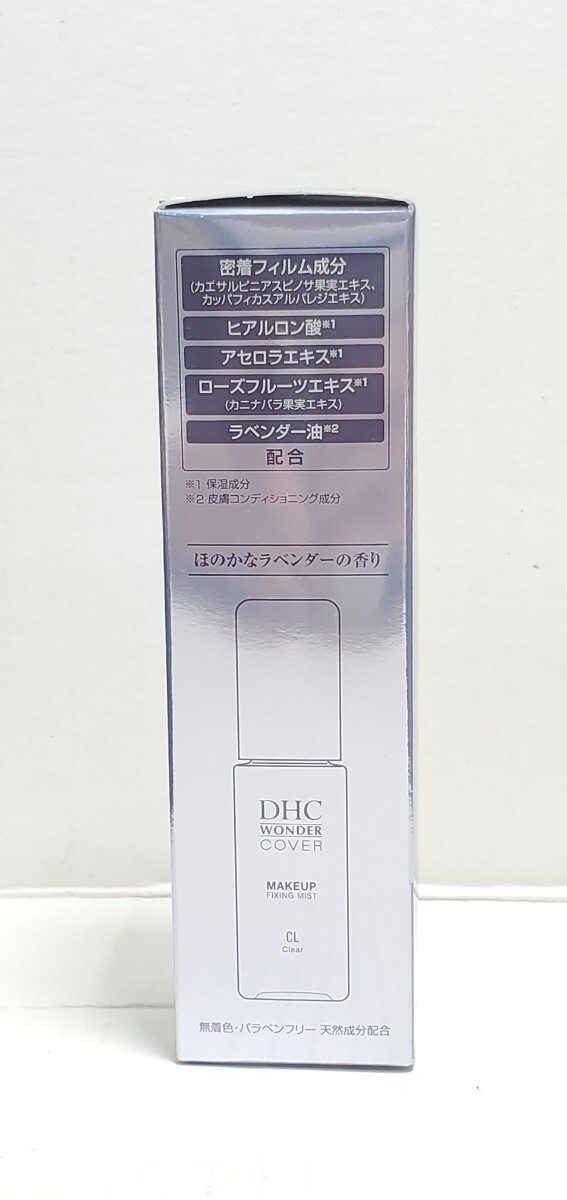 密着フィルム成分
(カエサルピニアスピノサ果実エキス、
カッパフィカスアルバレジエキス)
ヒアルロン酸※1
アセロラエキス※1
ローズフルーツエキス※1
(カニナバラ果実エキス)
ラベンダー油※2
配合
※1 保湿成分
※2 皮膚コンディショニング成分
ほのかなラベンダーの香り
DHC
WONDER
COVER
MAKEUP
FIXING MIST
CL
Clear
無着色・パラベンフリー 天然成分配合